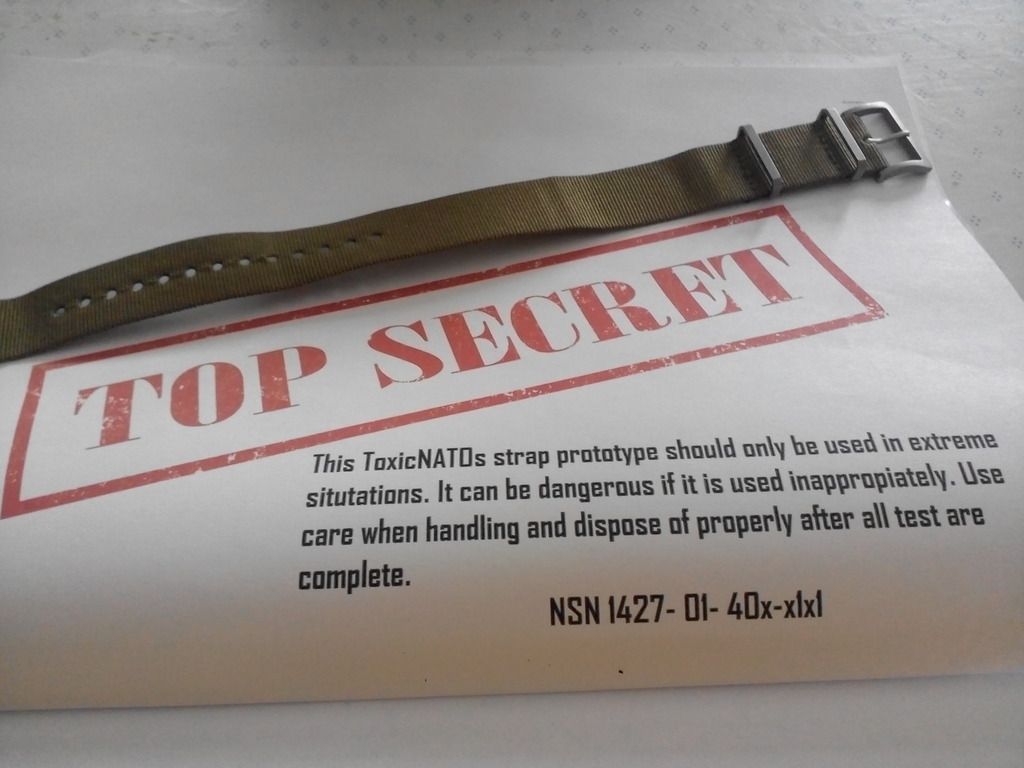 TOP SECRET
This ToxicNATOs strap prototype should only be used in extreme
situtations. It can be dangerous if it is used inappropiately. Use
care when handling and dispose of properly after all test are
complete.
NSN 1427- 01- 40x-x1x1